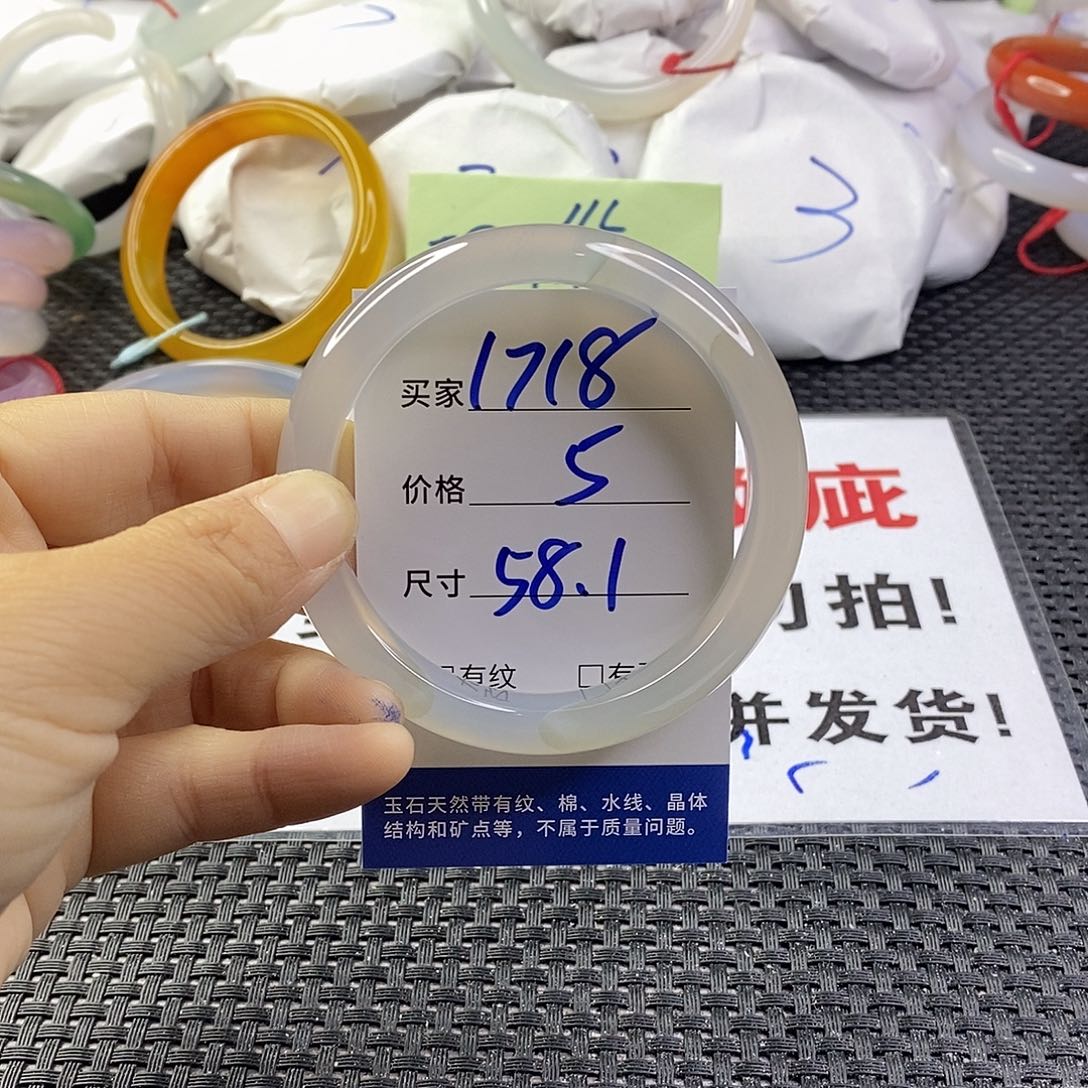 买家 1718
价格 5
尺寸 58.1
有纹 □有
玉石天然带有纹、棉、水线、晶体
结构和矿点等，不属于质量问题。
疵
拍!
并发货!
3